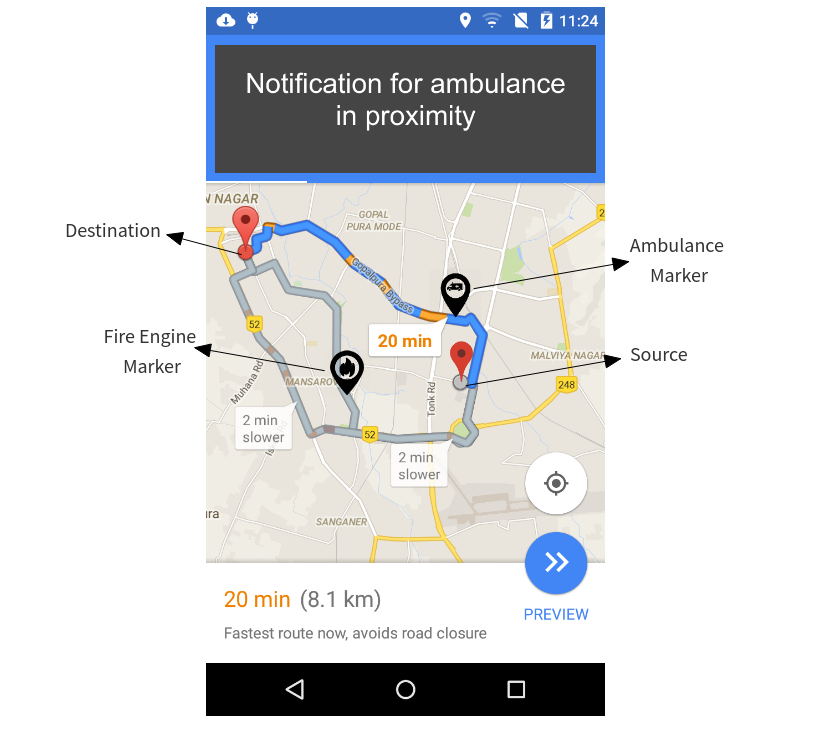 11:24
Notification for ambulance
in proximity
N NAGAR
GOPAL
PURA MODE
2
Destination
Ambulance
Marker
Gopalpura Bypass
52
20 min
Fire Engine
Marker
Source
MALVIYA NAGAR
Muhana Rd
MANSARO
Tonk Rd
248
2 min
slower
52
2 min
slower
SANGANER
ura
20 min (8.1 km)
PREVIEW
Fastest route now, avoids road closure